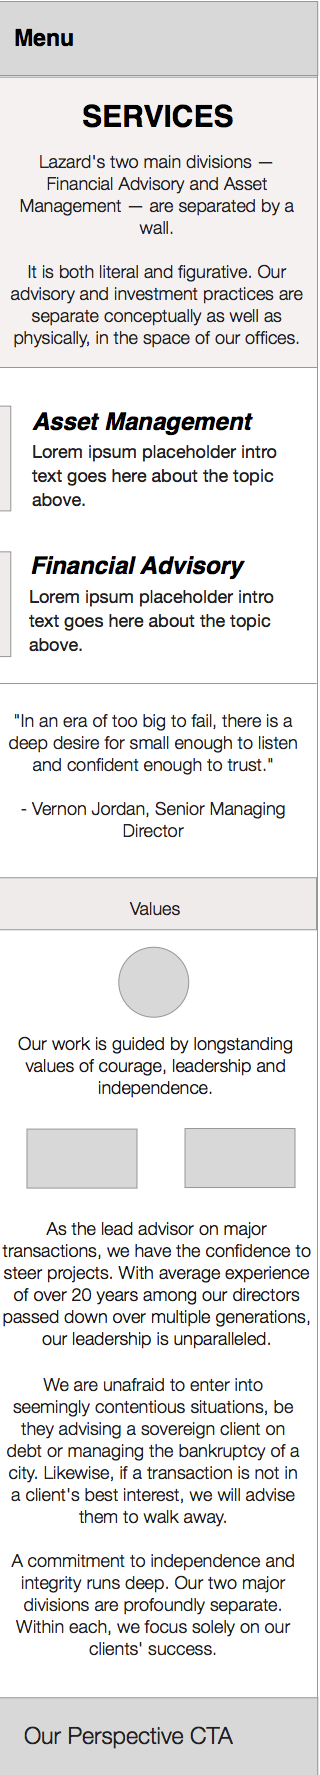 Menu
SERVICES
Lazard's two main divisions —
Financial Advisory and Asset
Management — are separated by a
wall.
It is both literal and figurative. Our
advisory and investment practices are
separate conceptually as well as
physically, in the space of our offices.
Asset Management
Lorem ipsum placeholder intro
text goes here about the topic
above.
Financial Advisory
Lorem ipsum placeholder intro
text goes here about the topic
above.
"In an era of too big to fail, there is a
deep desire for small enough to listen
and confident enough to trust."
- Vernon Jordan, Senior Managing
Director
Values
Our work is guided by longstanding
values of courage, leadership and
independence.
As the lead advisor on major
transactions, we have the confidence to
steer projects. With average experience
of over 20 years among our directors
passed down over multiple generations,
our leadership is unparalleled.
We are unafraid to enter into
seemingly contentious situations, be
they advising a sovereign client on
debt or managing the bankruptcy of a
city. Likewise, if a transaction is not in
a client's best interest, we will advise
them to walk away.
A commitment to independence and
integrity runs deep. Our two major
divisions are profoundly separate.
Within each, we focus solely on our
clients' success.
Our Perspective CTA